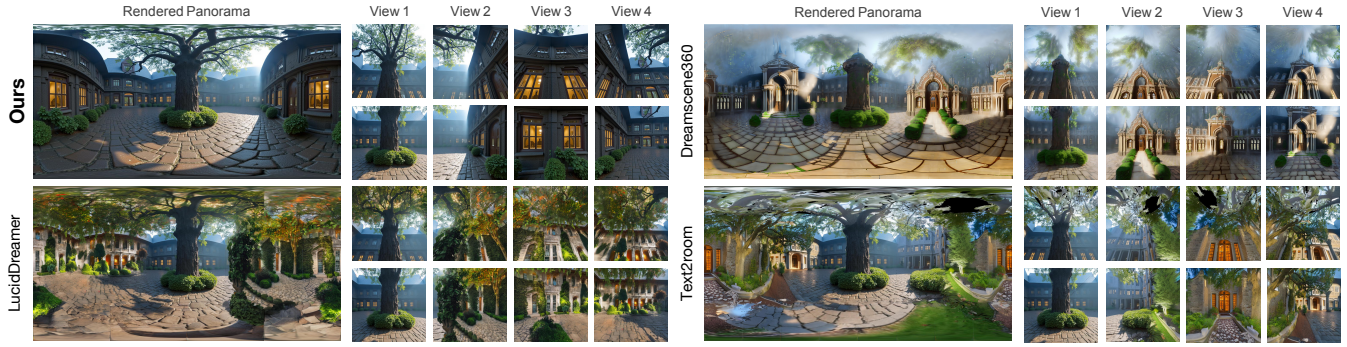 Rendered Panorama View 1 View 2 View 3 View 4
Rendered Panorama View 1 View 2 View 3 View 4
Ours
Dreamscene360
LucidDreamer
Text2room